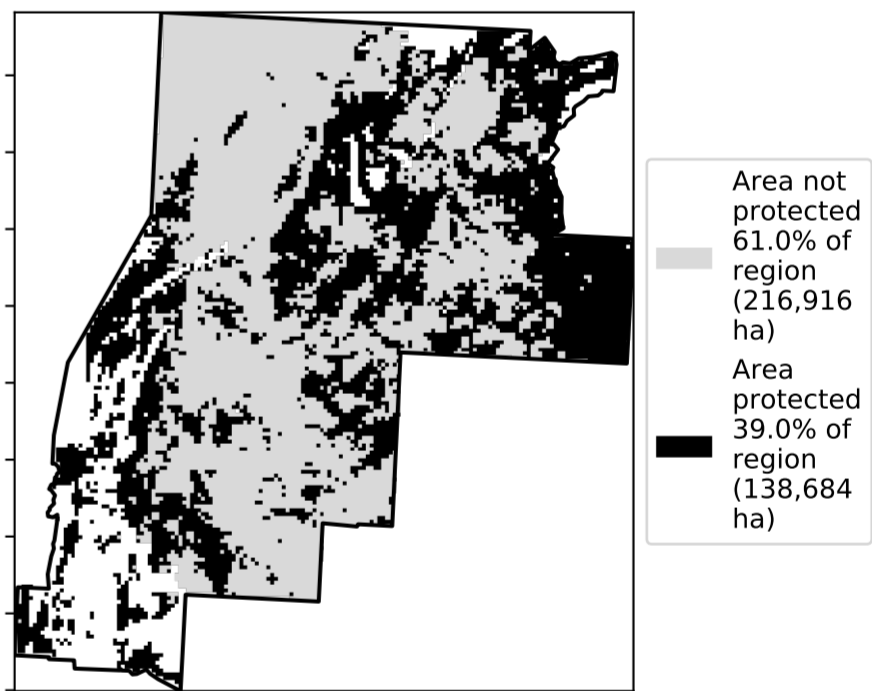 Area not
protected
61.0% of
region
(216,916
ha)
Area
protected
39.0% of
region
(138,684
ha)